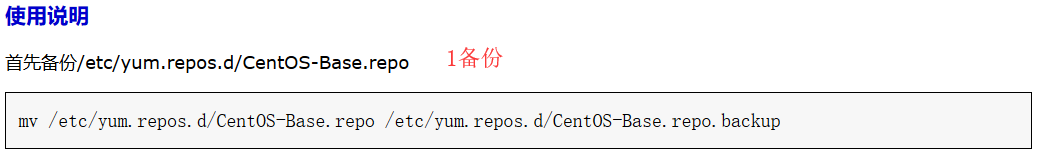 使用说明
首先备份/etc/yum.repos.d/CentOS-Base.repo 1备份
mv /etc/yum.repos.d/CentOS-Base.repo /etc/yum.repos.d/CentOS-Base.repo.backup